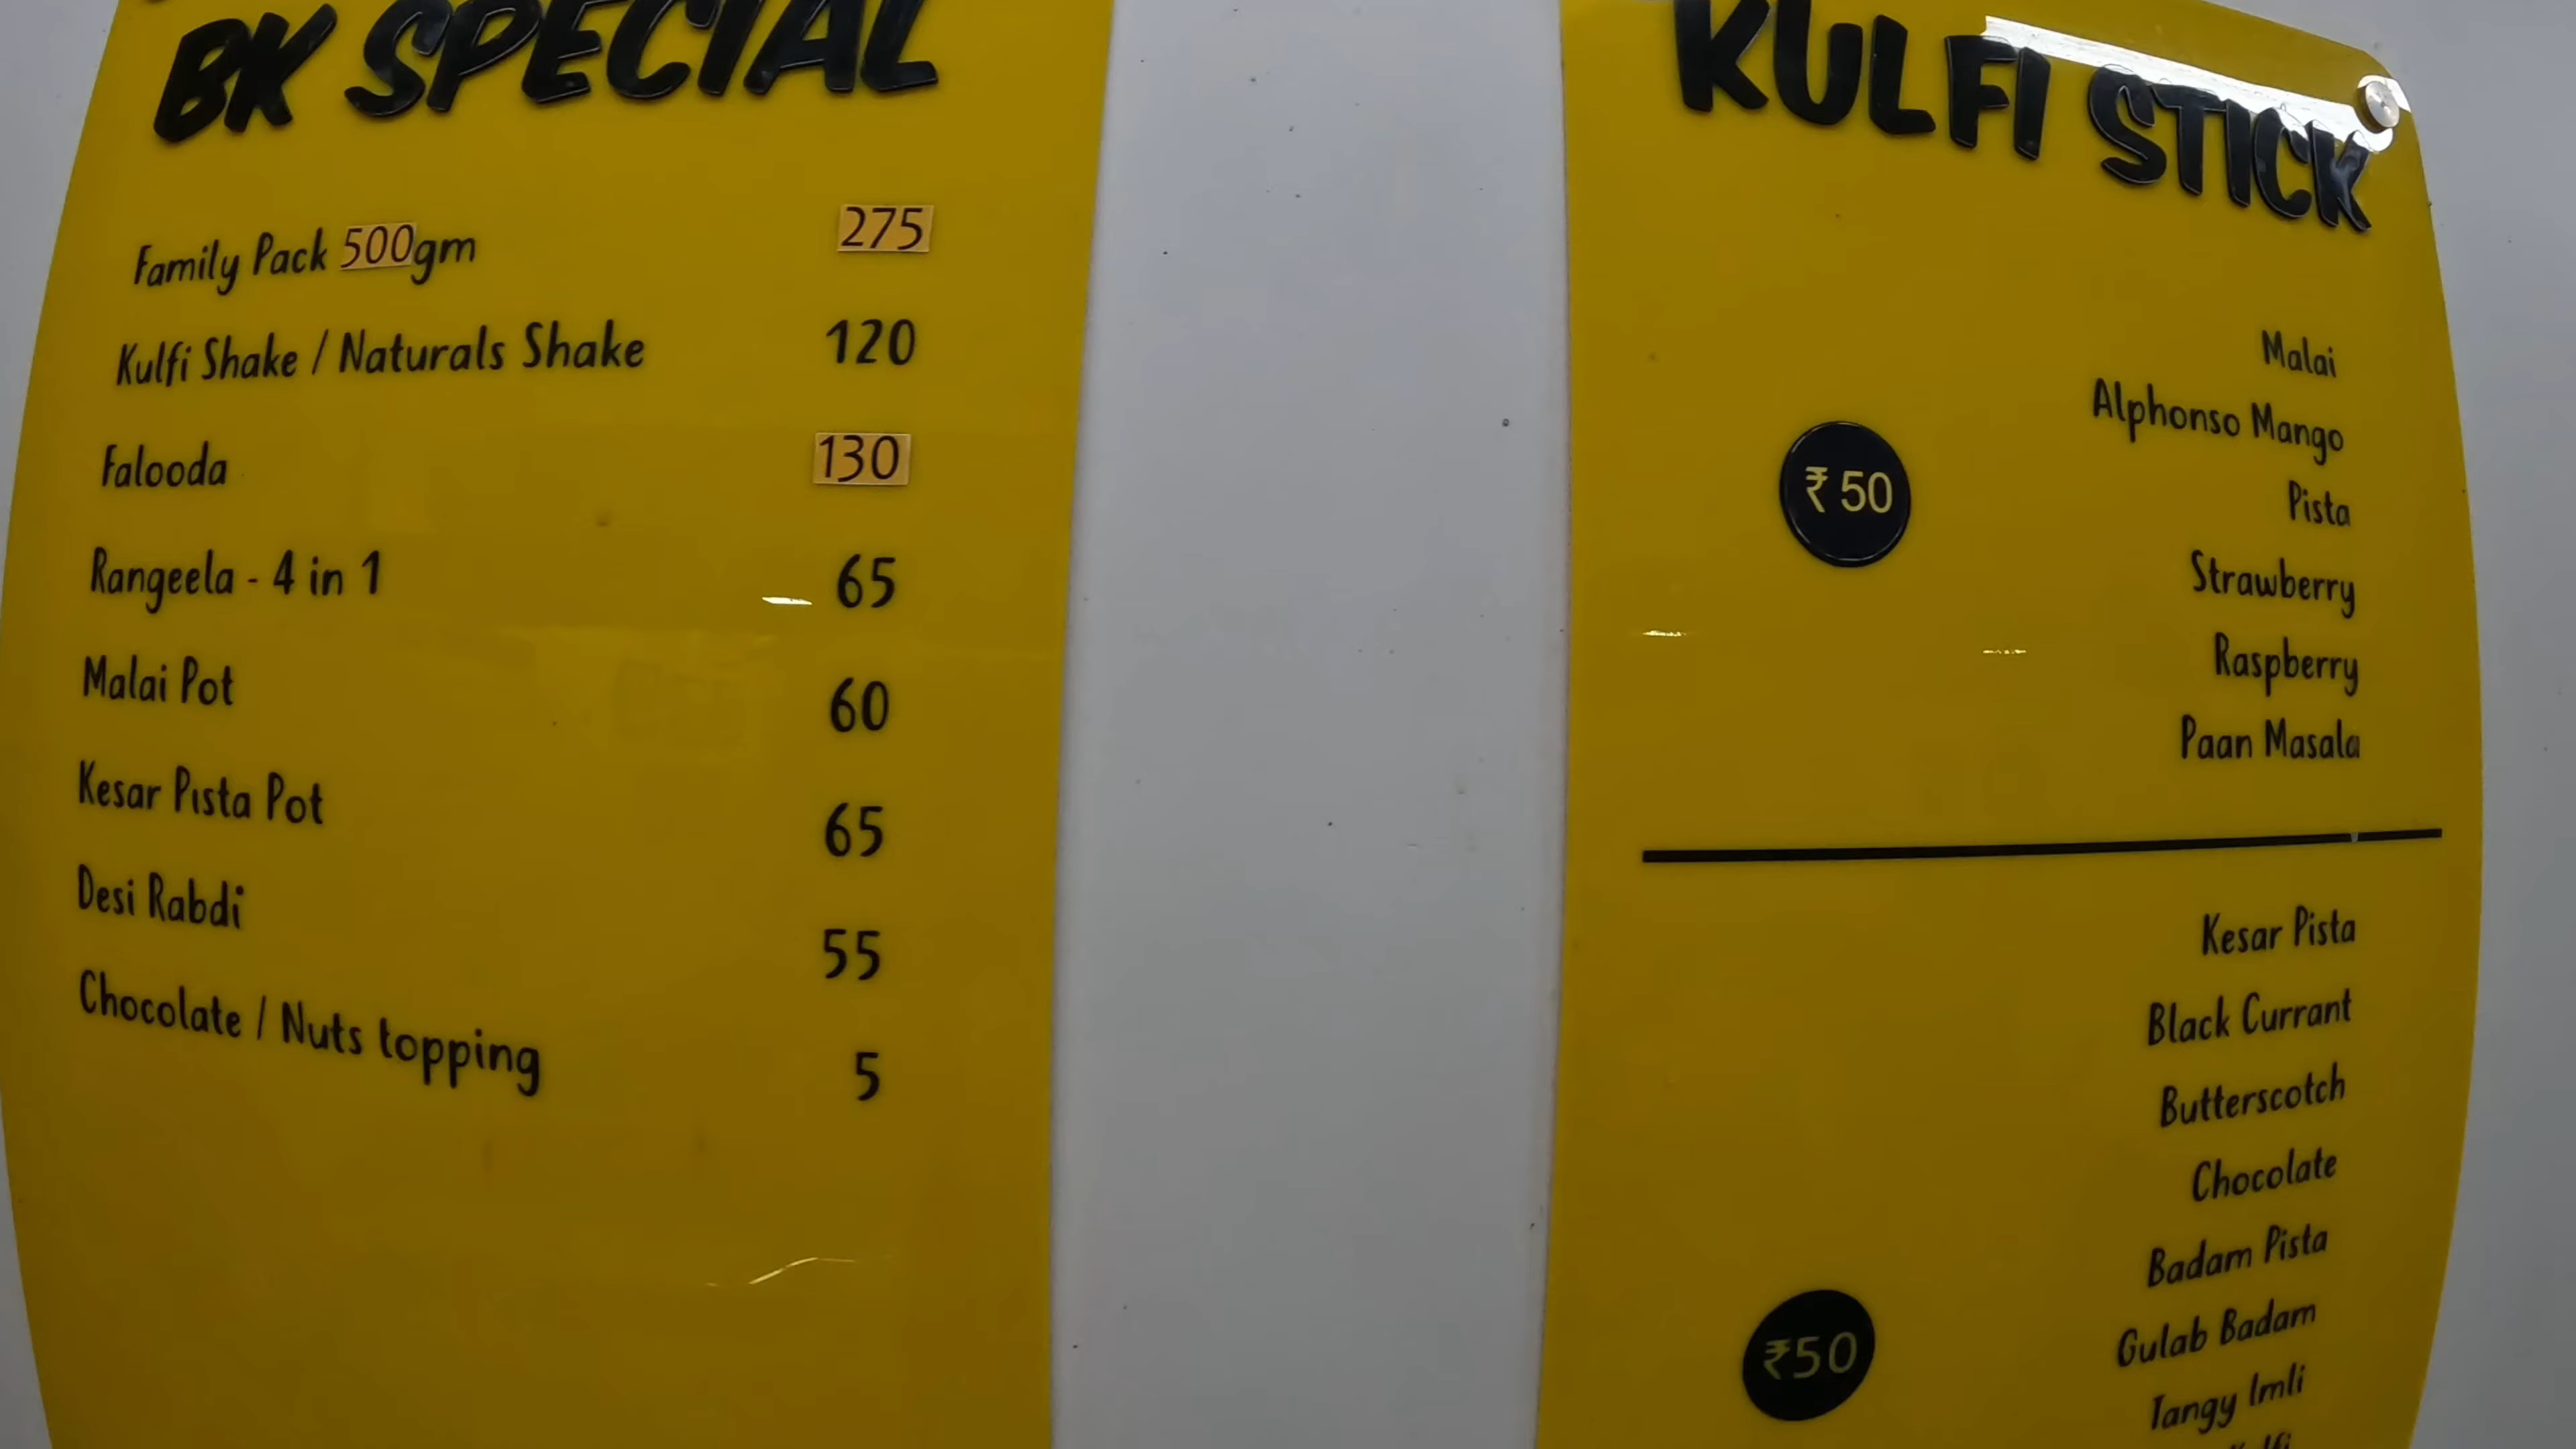 BK SPECIAL
Family Pack 500gm 275
Kulfi Shake / Naturals Shake 120
Falooda 130
Rangeela - 4 in 1 65
Malai Pot 60
Kesar Pista Pot 65
Desi Rabdi 55
Chocolate / Nuts topping 5
KULFI STICK
Malai
Alphonso Mango
₹ 50
Pista
Strawberry
Raspberry
Paan Masala
Kesar Pista
Black Currant
Butterscotch
Chocolate
Badam Pista
Gulab Badam
₹50
Tangy Imli